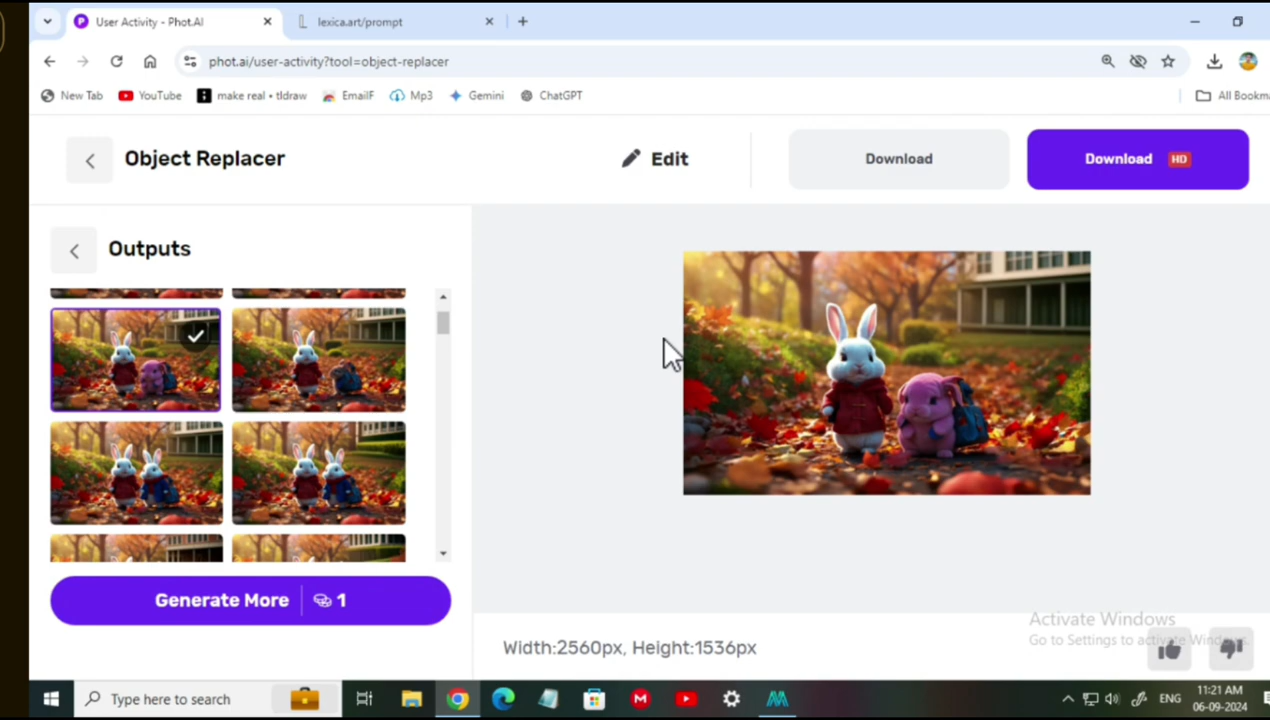 User Activity - Phot.AI
lexica.art/prompt
phot.ai/user-activity?tool=object-replacer
New Tab
YouTube
make real • tldraw
EmailF
Mp3
Gemini
ChatGPT
All Bookma
Object Replacer
Edit
Download
Download HD
Outputs
Generate More 1
Width:2560px, Height:1536px
Activate Windows
Go to Settings to activate Windows.
Type here to search
ENG
11:21 AM
06-09-2024